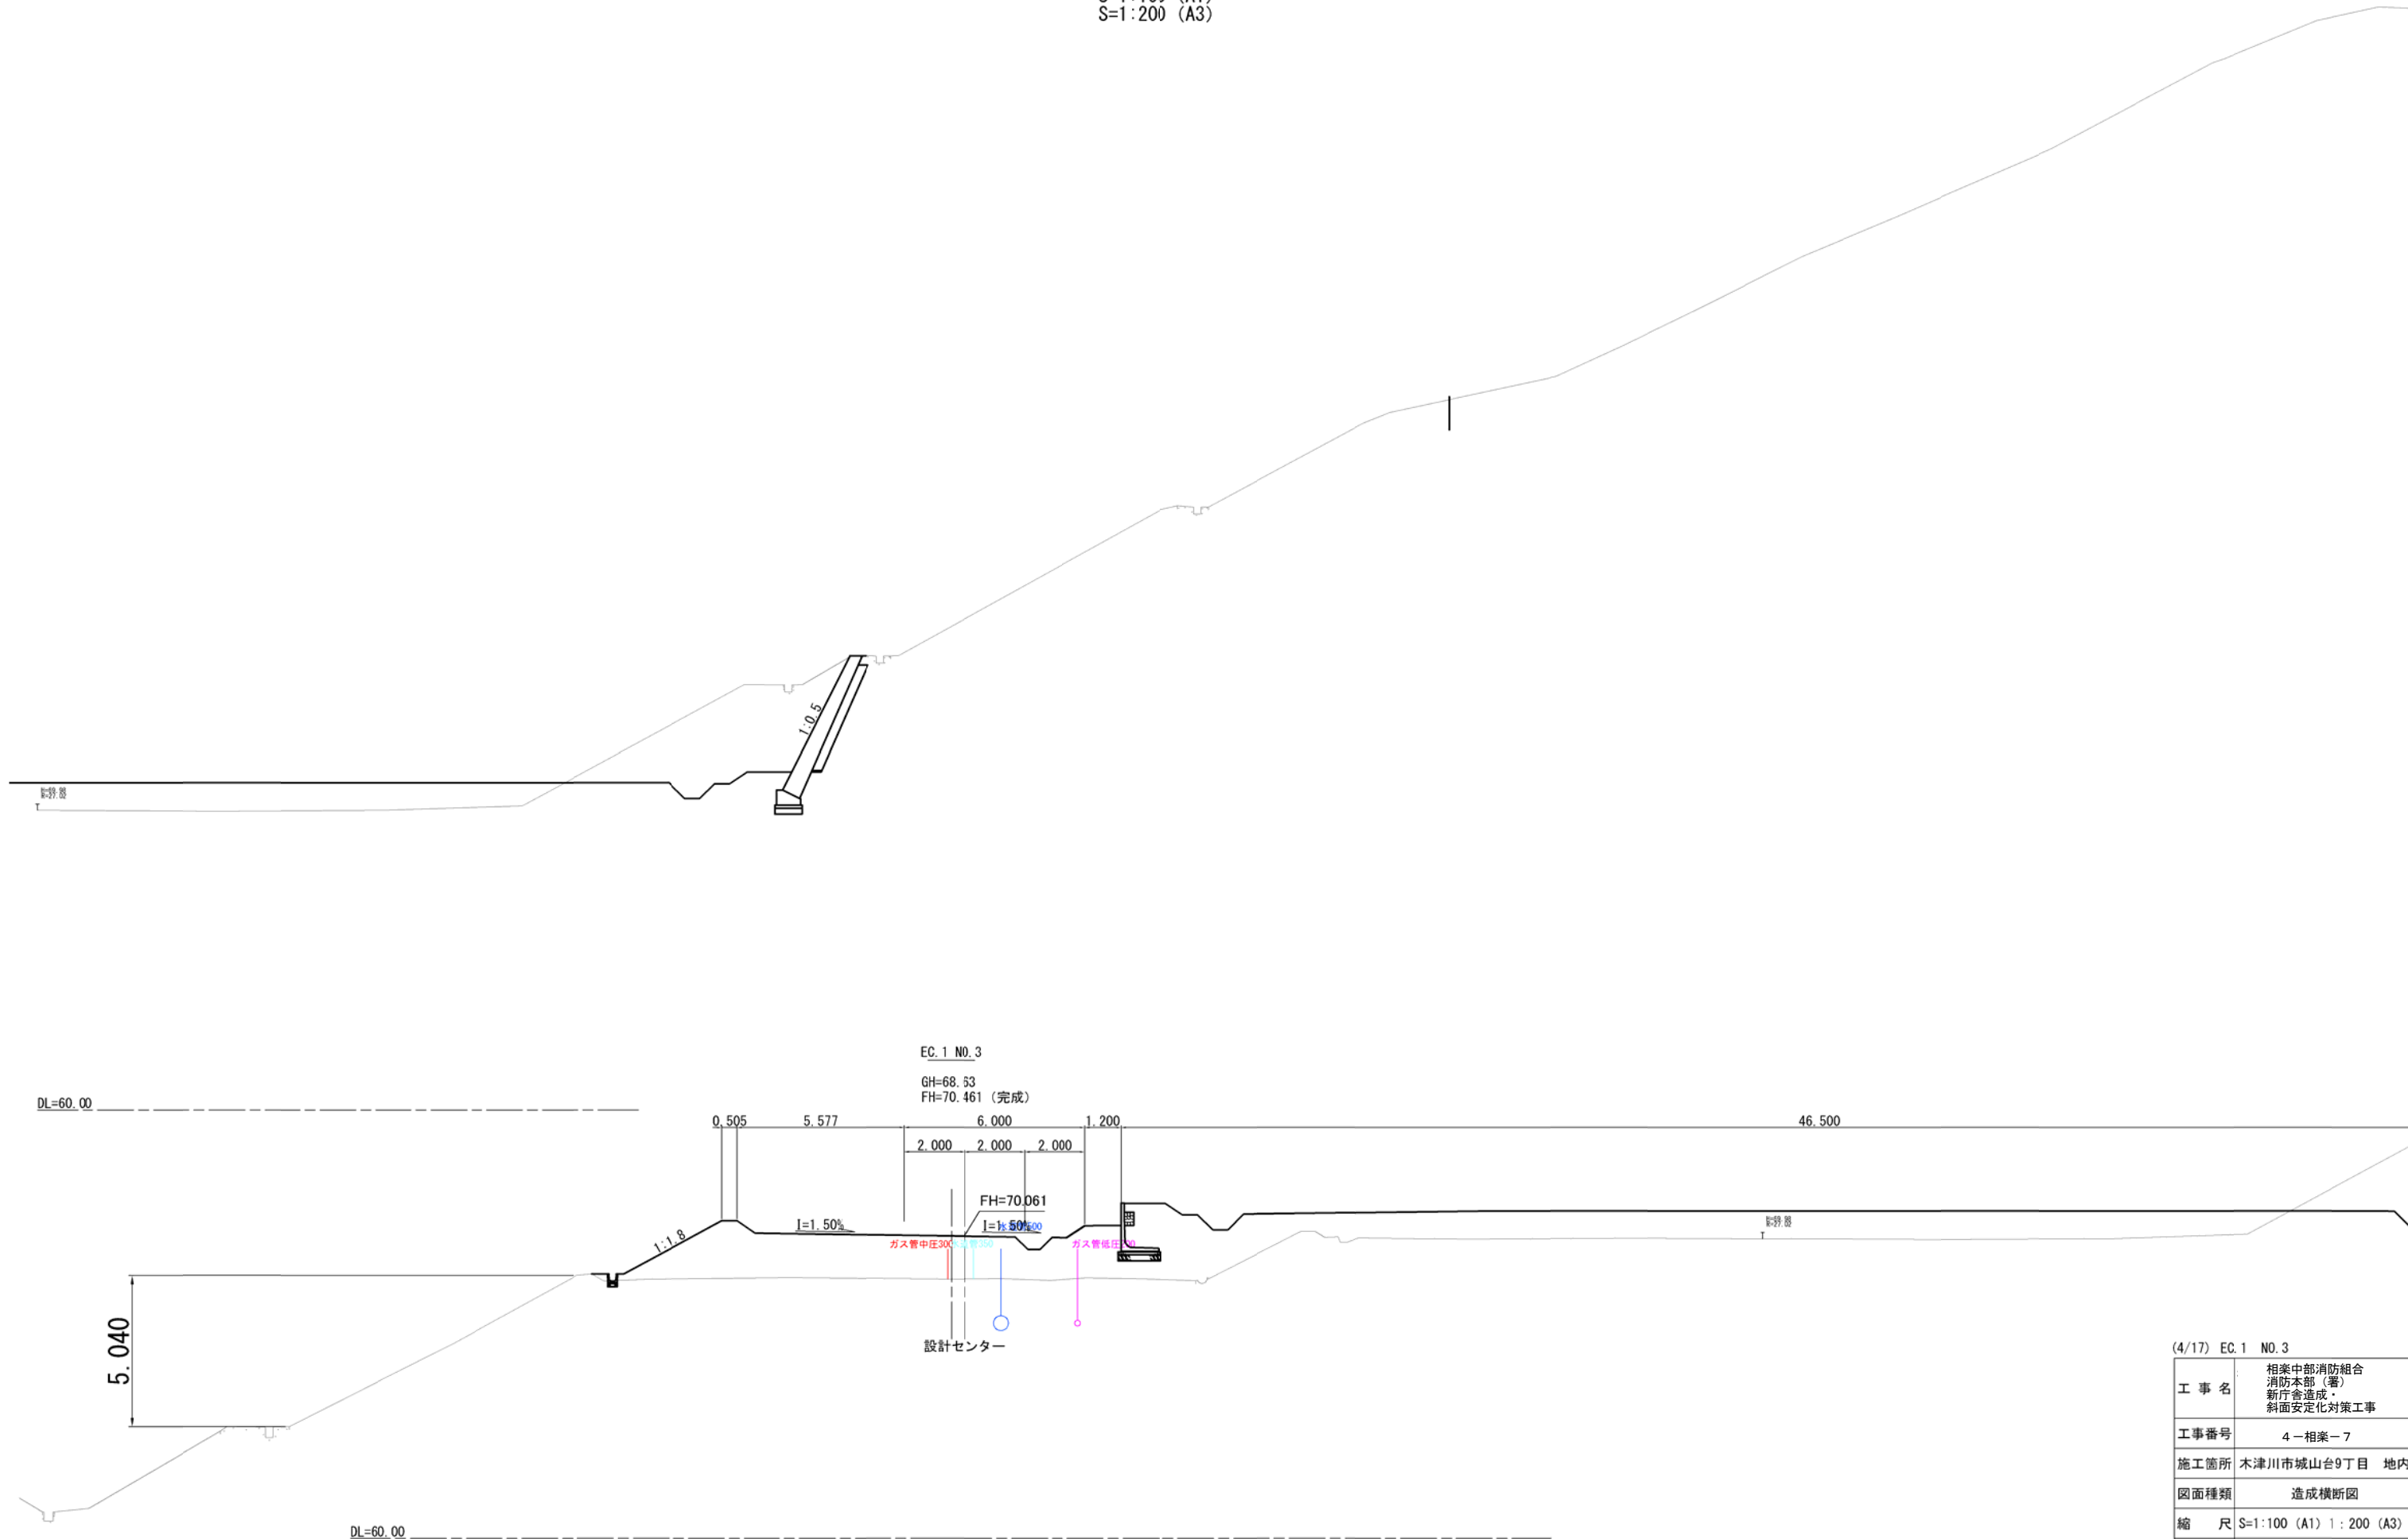 S=1:200 (A3)
1:0.5
EC.1 NO.3
GH=68.63
FH=70.461 (完成)
DL=60.00
0.505
5.577
6.000
1.200
46.500
2.000
2.000
2.000
FH=70.061
I=1.50%
I=1.50%
1:1.8
ガス管中圧300
ガス管低圧
設計センター
5.040
(4/17) EC.1 NO.3
工事名
相楽中部消防組合
消防本部(署)
新庁舎造成・
斜面安定化対策工事
工事番号
4-相楽-7
施工箇所
木津川市城山台9丁目 地内
図面種類
造成横断図
縮 尺
S=1:100 (A1) 1:200 (A3)
DL=60.00